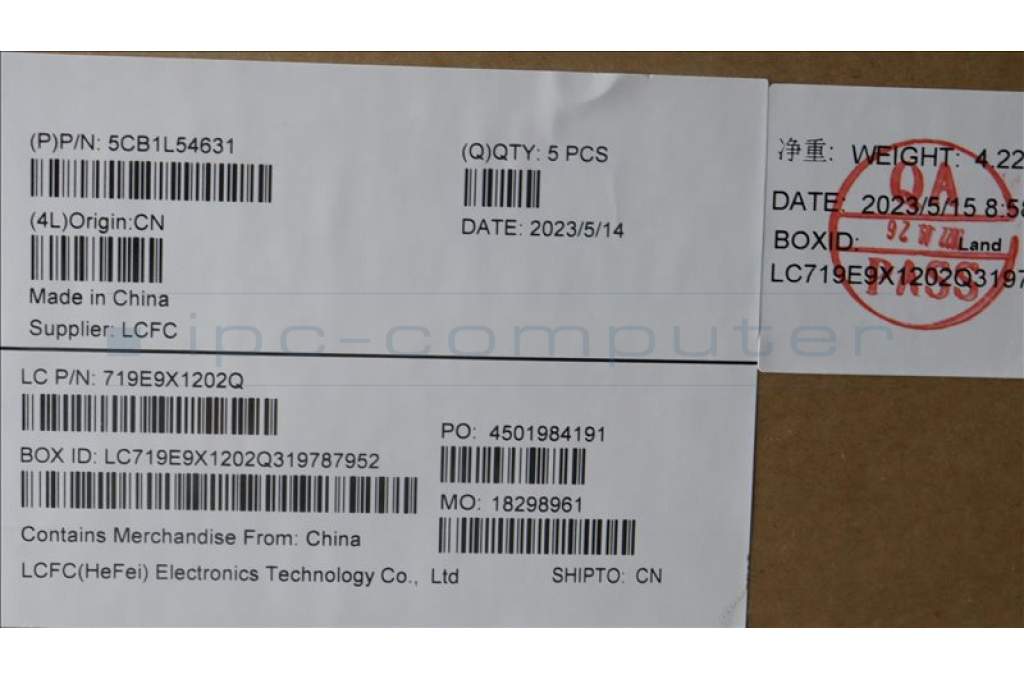 (P)P/N: 5CB1L54631
(Q)QTY: 5 PCS
(4L)Origin:CN
DATE: 2023/5/14
Made in China
Supplier: LCFC
LC P/N: 719E9X1202Q
BOX ID: LC719E9X1202Q319787952
PO: 4501984191
MO: 18298961
Contains Merchandise From: China
LCFC(HeFei) Electronics Technology Co., Ltd
SHIPTO: CN
净重: WEIGHT: 4.22
DATE: 2023/5/15 8:58
BOXID: Land
LC719E9X1202Q3197
QA
PASS
ipc-computer